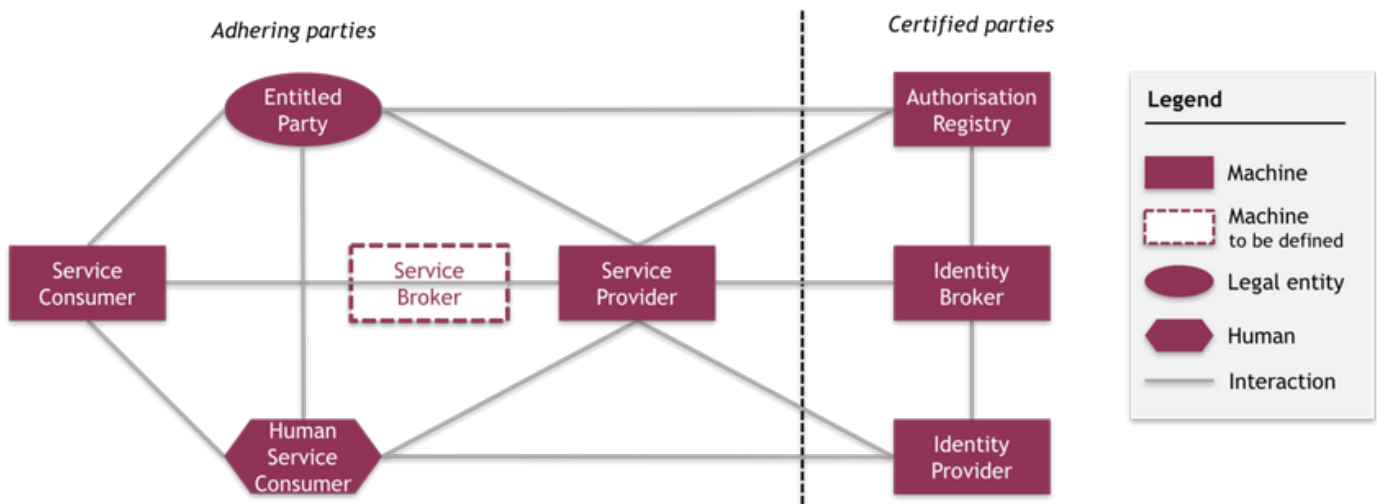 Adhering parties
Certified parties
Entitled
Party
Authorisation
Registry
Service
Consumer
Service
Broker
Service
Provider
Identity
Broker
Human
Service
Consumer
Identity
Provider
Legend
Machine
Machine
to be defined
Legal entity
Human
Interaction